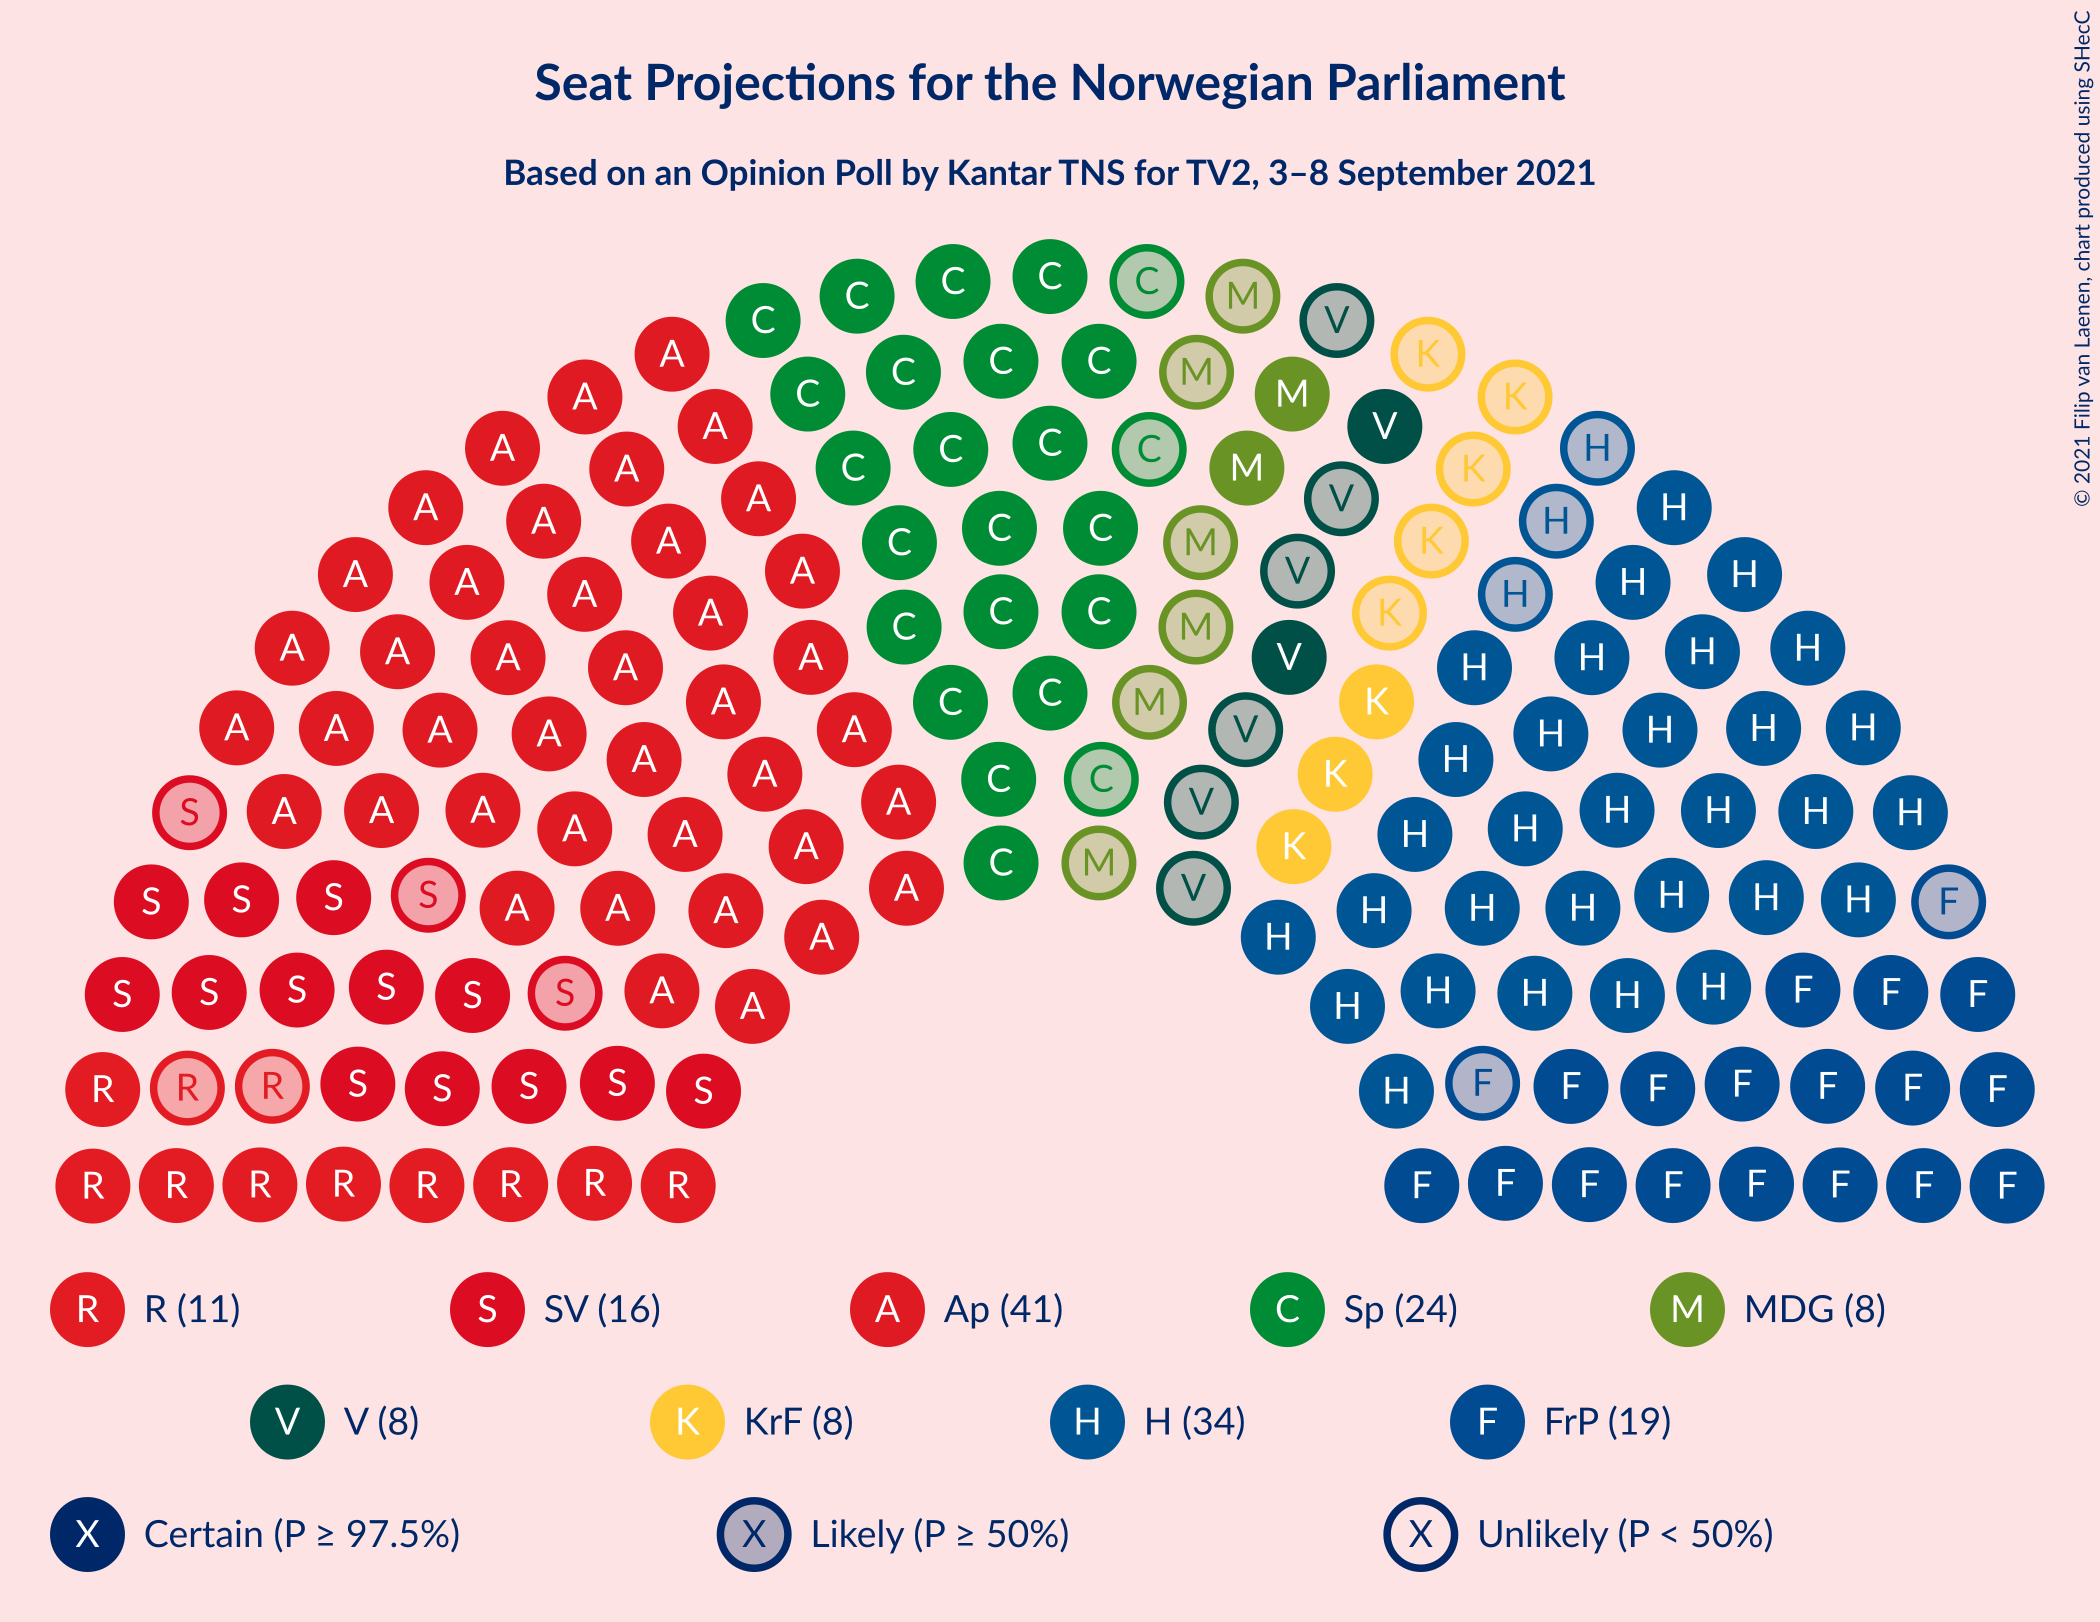 © 2021 Filip van Laenen, chart produced using SHecC
Seat Projections for the Norwegian Parliament
Based on an Opinion Poll by Kantar TNS for TV2, 3–8 September 2021
C C C C C M V
A C C C C M M V K
A A C C C C M V K K
A A A C C C M V K K H
A A A A C C C M V K H H H
A A A A A C C M V K H H H H
A A A A A A C C V V K H H H H H
A A A A A A A C M V K H H H H H H
S A A A A A A A V K H H H H H H H
S S S S A A A A H H H H H H H F
S S S S S S A A H H H H H F F F
R R R S S S S S H F F F F F F F
R R R R R R R R F F F F F F F F
R R (11) S SV (16) A Ap (41) C Sp (24) M MDG (8)
V V (8) K KrF (8) H H (34) F FrP (19)
X Certain (P ≥ 97.5%) X Likely (P ≥ 50%) X Unlikely (P < 50%)